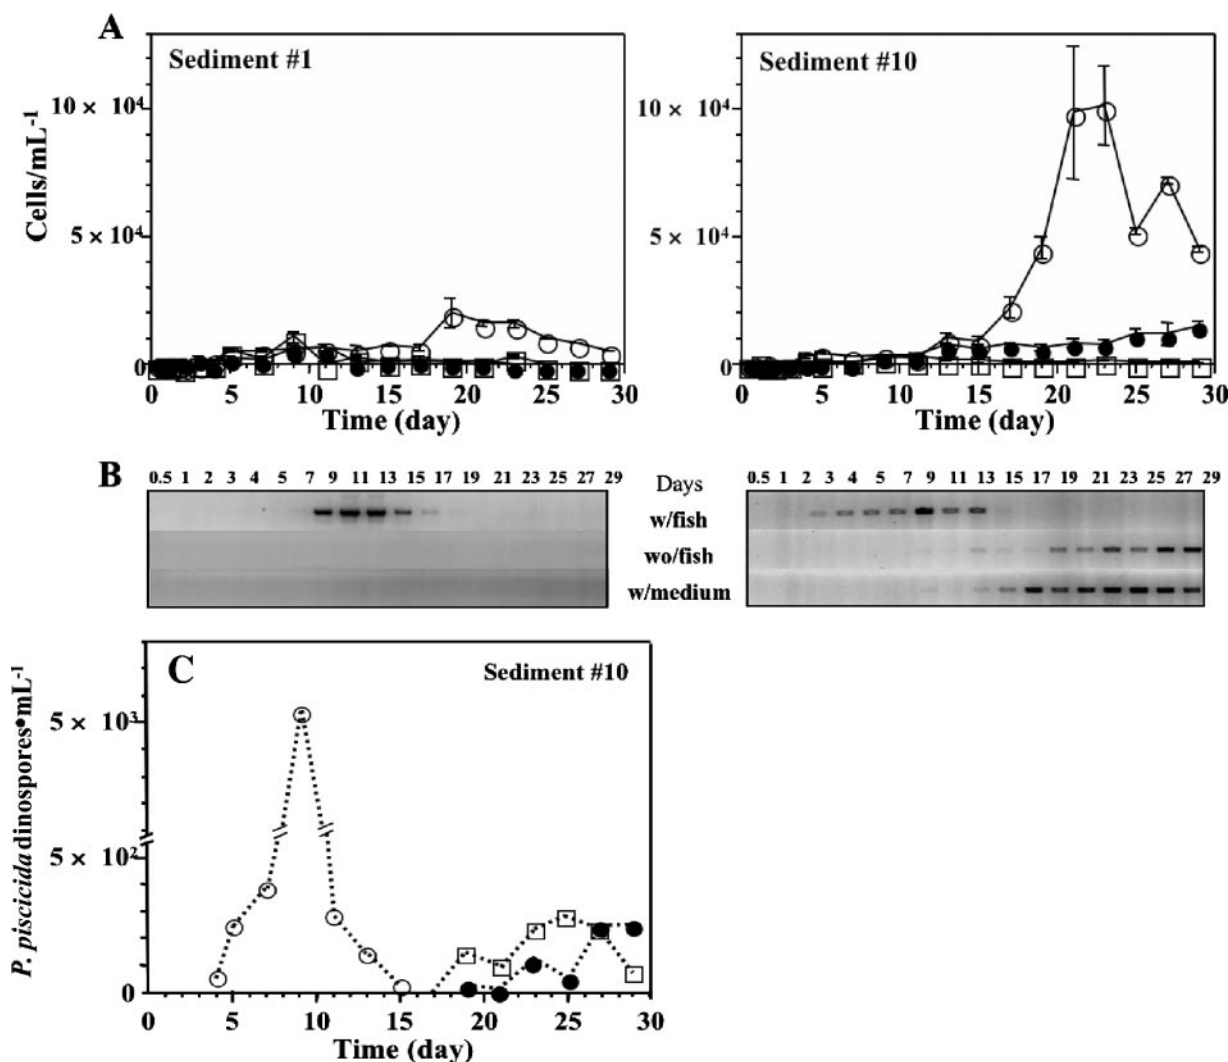 A
Sediment #1
Sediment #10
10 × 10⁴
5 × 10⁴
0
Cells/mL⁻¹
0 5 10 15 20 25 30
Time (day)
10 × 10⁴
5 × 10⁴
0
0 5 10 15 20 25 30
Time (day)
B
0.5 1 2 3 4 5 7 9 11 13 15 17 19 21 23 25 27 29
Days
0.5 1 2 3 4 5 7 9 11 13 15 17 19 21 23 25 27 29
w/fish
wo/fish
w/medium
C
Sediment #10
5 × 10³
5 × 10²
0
P. piscicida dinospores•mL⁻¹
0 5 10 15 20 25 30
Time (day)